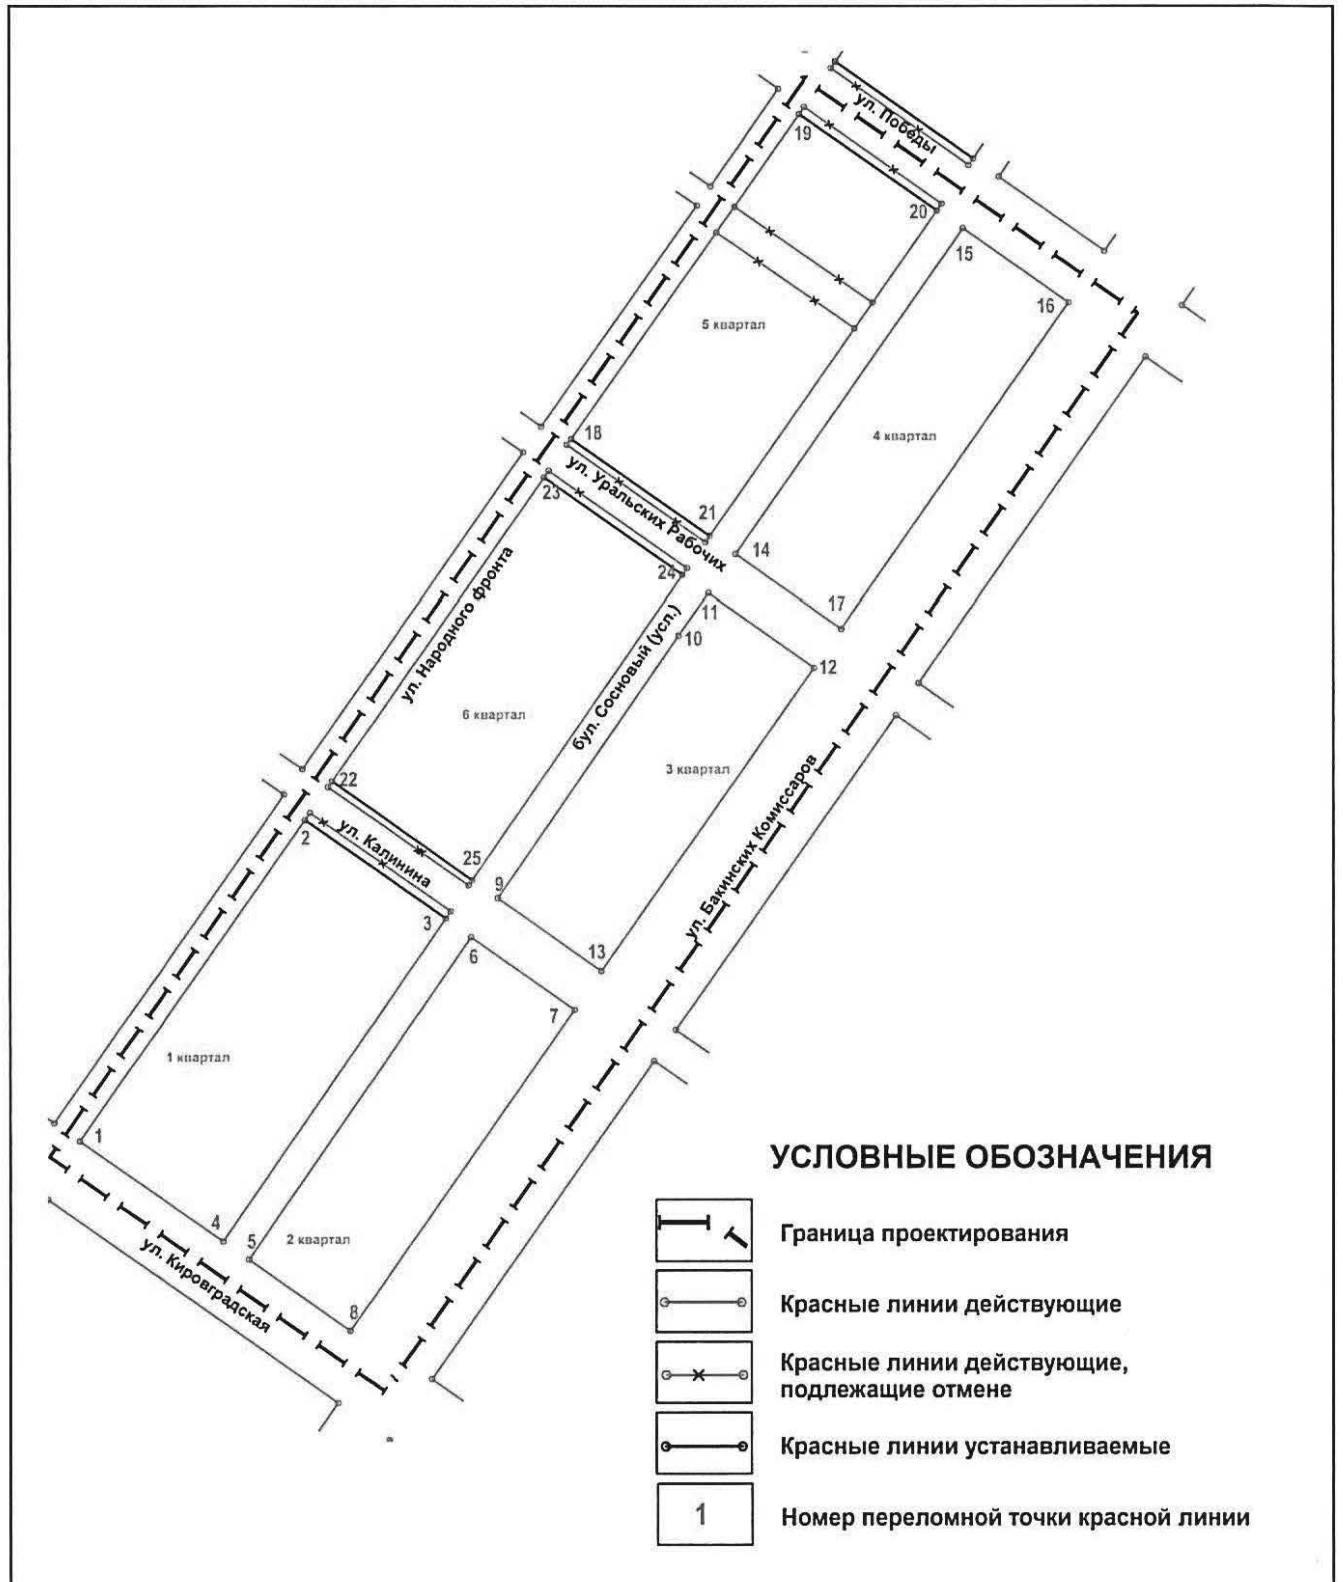 ул. Победы
19
20
15
16
5 квартал
4 квартал
18
ул. Уральских Рабочих
23
21
14
24
17
11
10
12
ул. Народного фронта
бул. Сосновый (усл.)
6 квартал
3 квартал
22
ул. Калинина
2
25
9
3
6
13
ул. Бакинских Комиссаров
7
1 квартал
1
4
5
2 квартал
8
ул. Кировградская
УСЛОВНЫЕ ОБОЗНАЧЕНИЯ
Граница проектирования
Красные линии действующие
Красные линии действующие,
подлежащие отмене
Красные линии устанавливаемые
1
Номер переломной точки красной линии